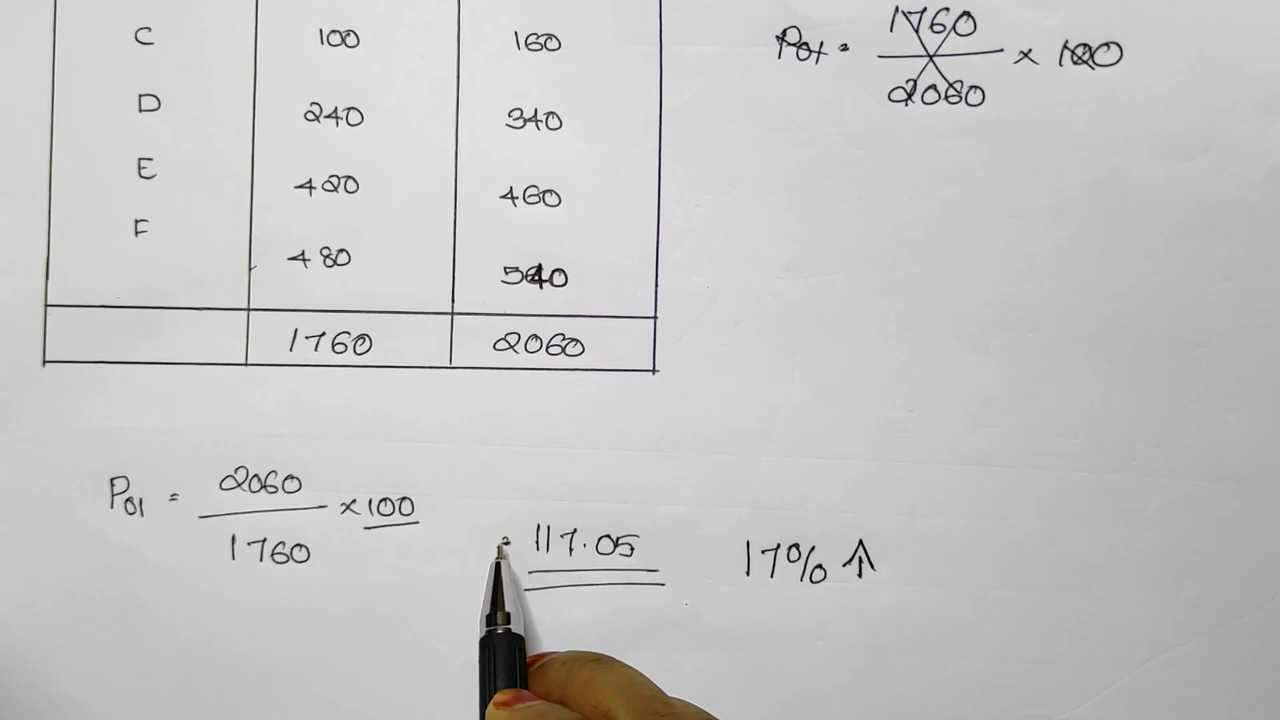 C 100 160
D 240 340
E 420 460
F 480 540
1760 2060
P01 = 1760 / 2060 × 100
P01 = 2060 / 1760 × 100 = 117.05 17% ↑